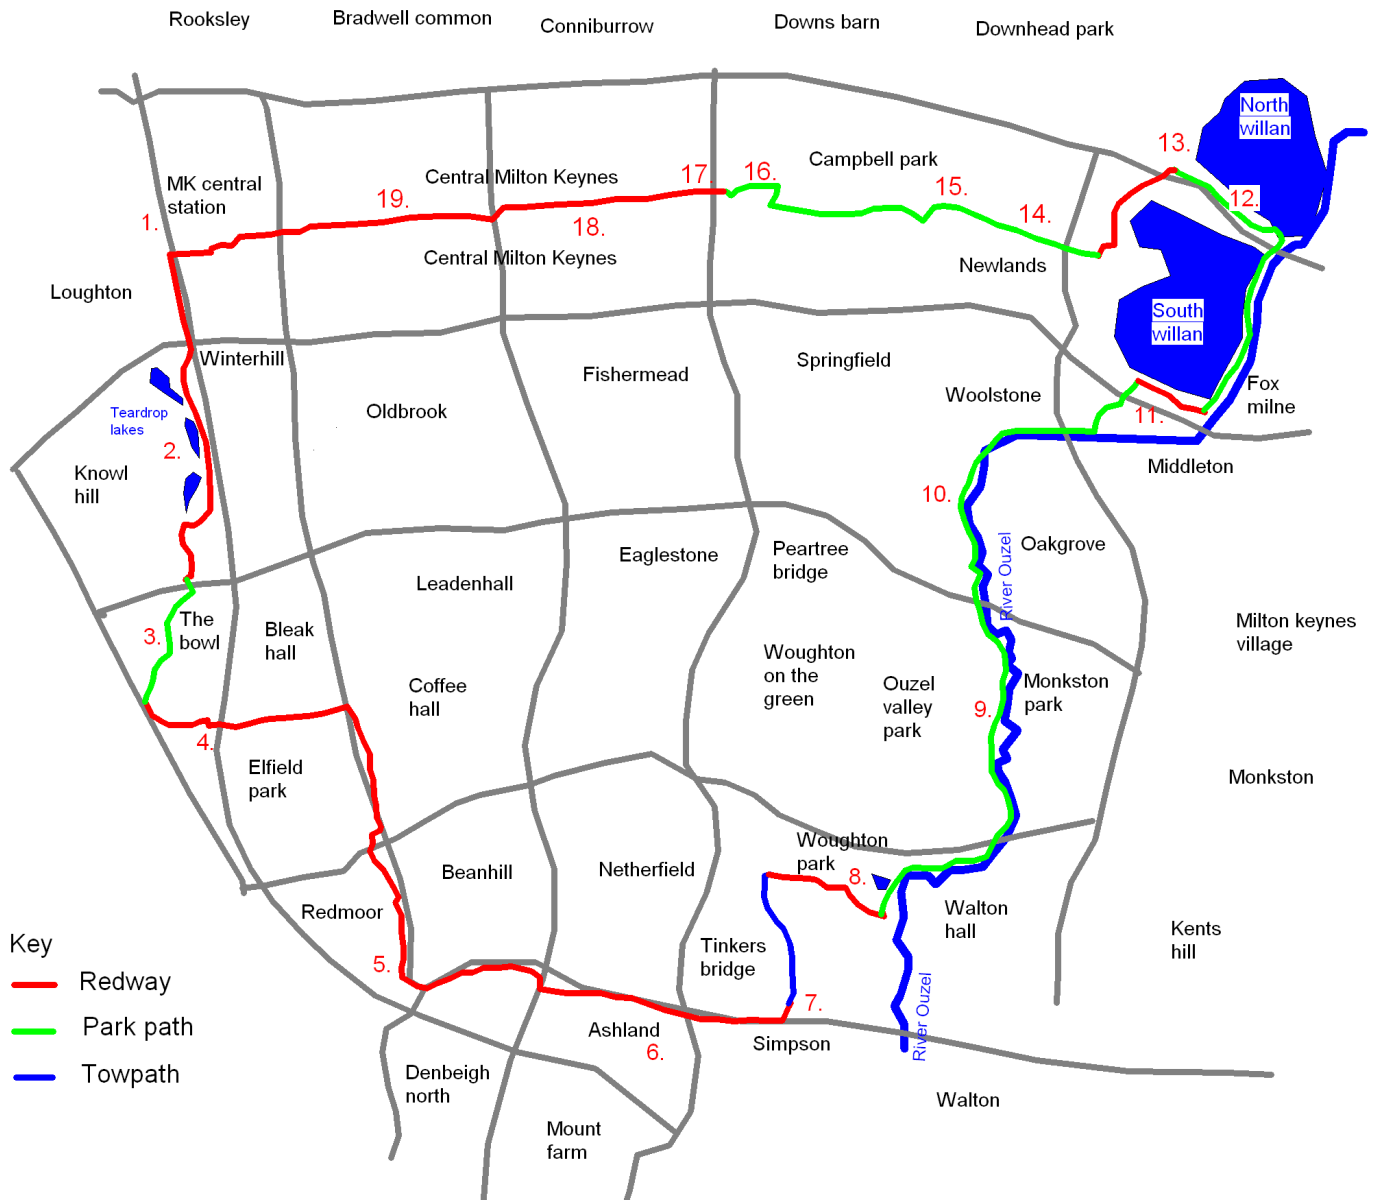 Rooksley
Bradwell common
Conniburrow
Downs barn
Downhead park
North
willan
13.
12.
MK central
station
Central Milton Keynes
17.
16.
Campbell park
15.
19.
1.
18.
14.
Central Milton Keynes
Newlands
Loughton
South
willan
Winterhill
Fishermead
Springfield
Woolstone
Fox
milne
Oldbrook
Teardrop
lakes
11.
2.
Knowl
hill
Middleton
10.
Eaglestone
Peartree
bridge
Oakgrove
River Ouzel
Leadenhall
The
bowl
3.
Bleak
hall
Milton keynes
village
Woughton
on the
green
Coffee
hall
Ouzel
valley
park
9.
Monkston
park
4.
Elfield
park
Monkston
Woughton
park
8.
Beanhill
Netherfield
Redmoor
Walton
hall
Kents
hill
Key
Redway
Park path
Towpath
5.
Tinkers
bridge
7.
River Ouzel
Ashland
6.
Simpson
Denbeigh
north
Walton
Mount
farm